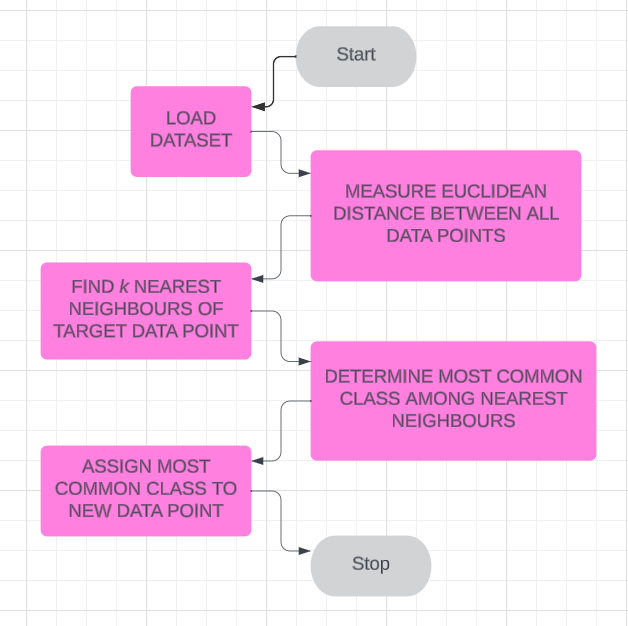 Start
LOAD
DATASET
MEASURE EUCLIDEAN
DISTANCE BETWEEN ALL
DATA POINTS
FIND k NEAREST
NEIGHBOURS OF
TARGET DATA POINT
DETERMINE MOST COMMON
CLASS AMONG NEAREST
NEIGHBOURS
ASSIGN MOST
COMMON CLASS TO
NEW DATA POINT
Stop